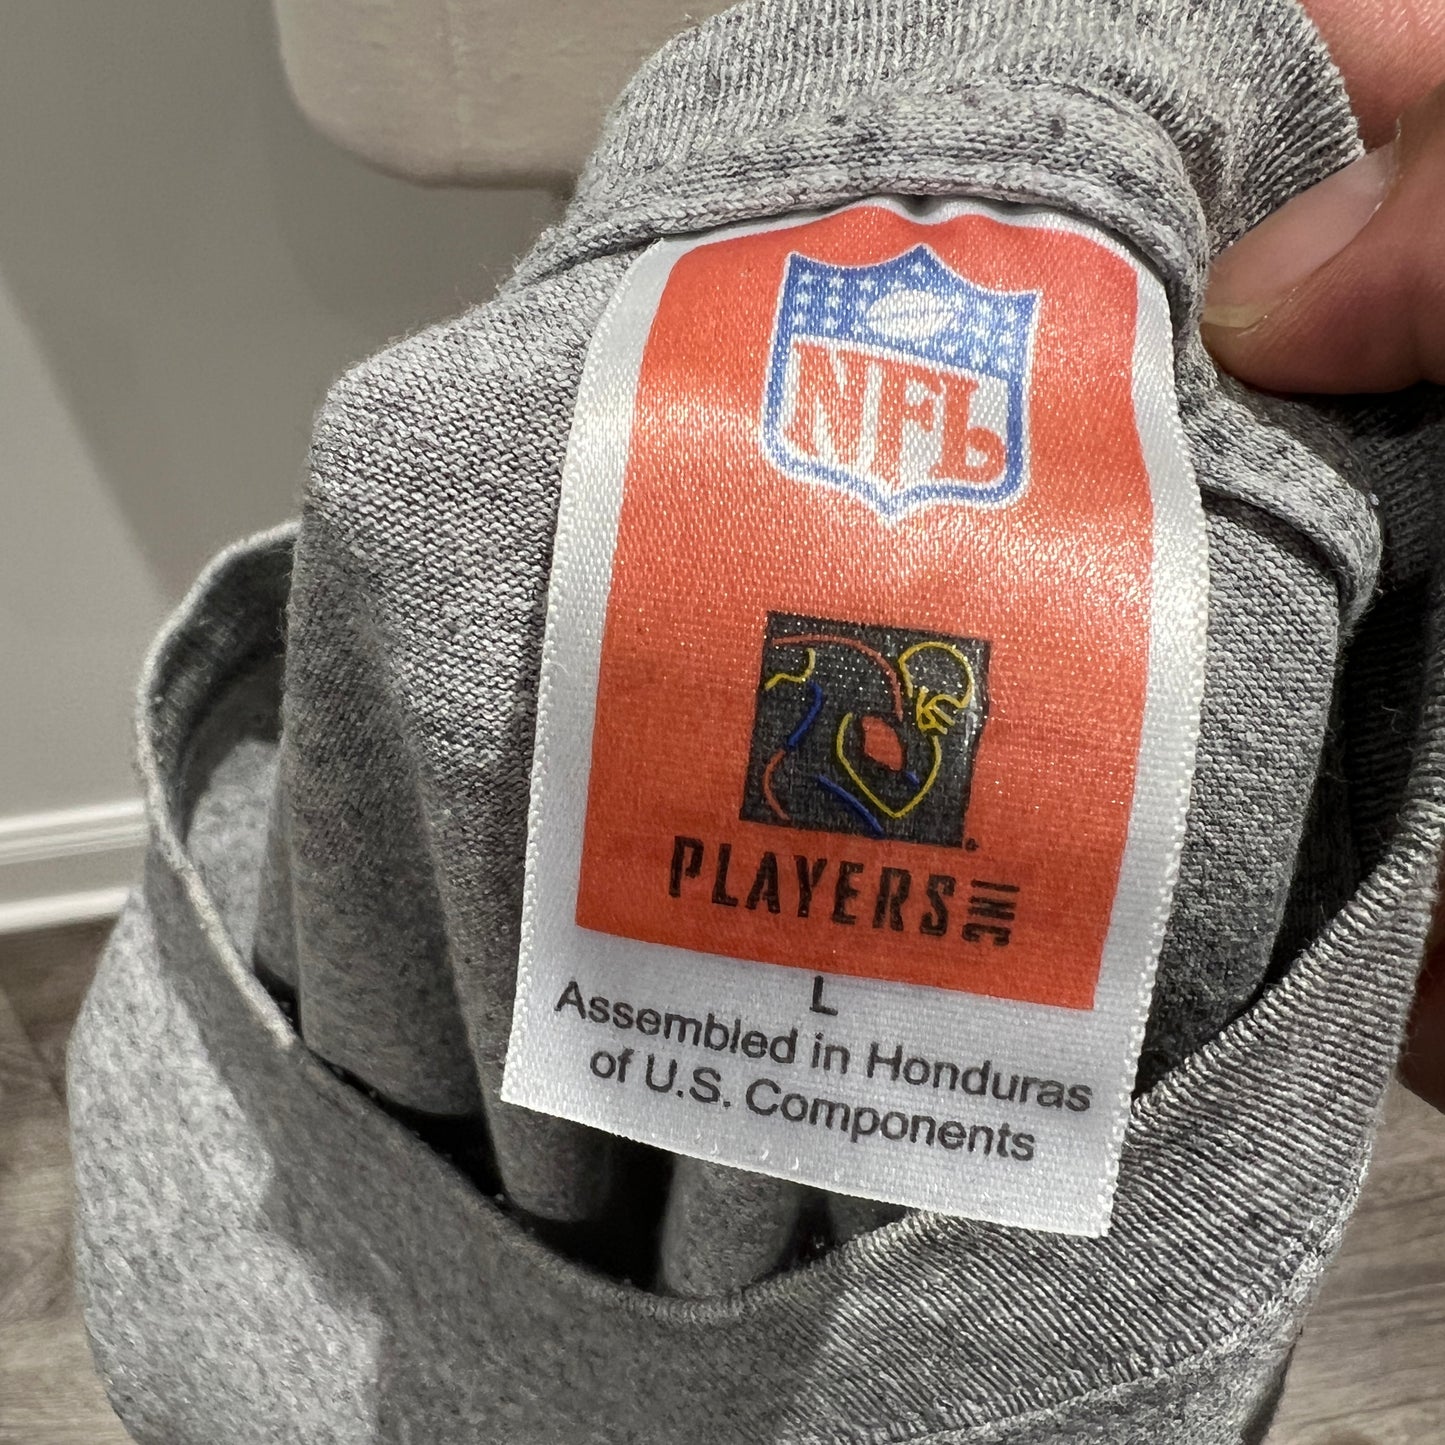 NFL
PLAYERS INC
L
Assembled in Honduras
of U.S. Components